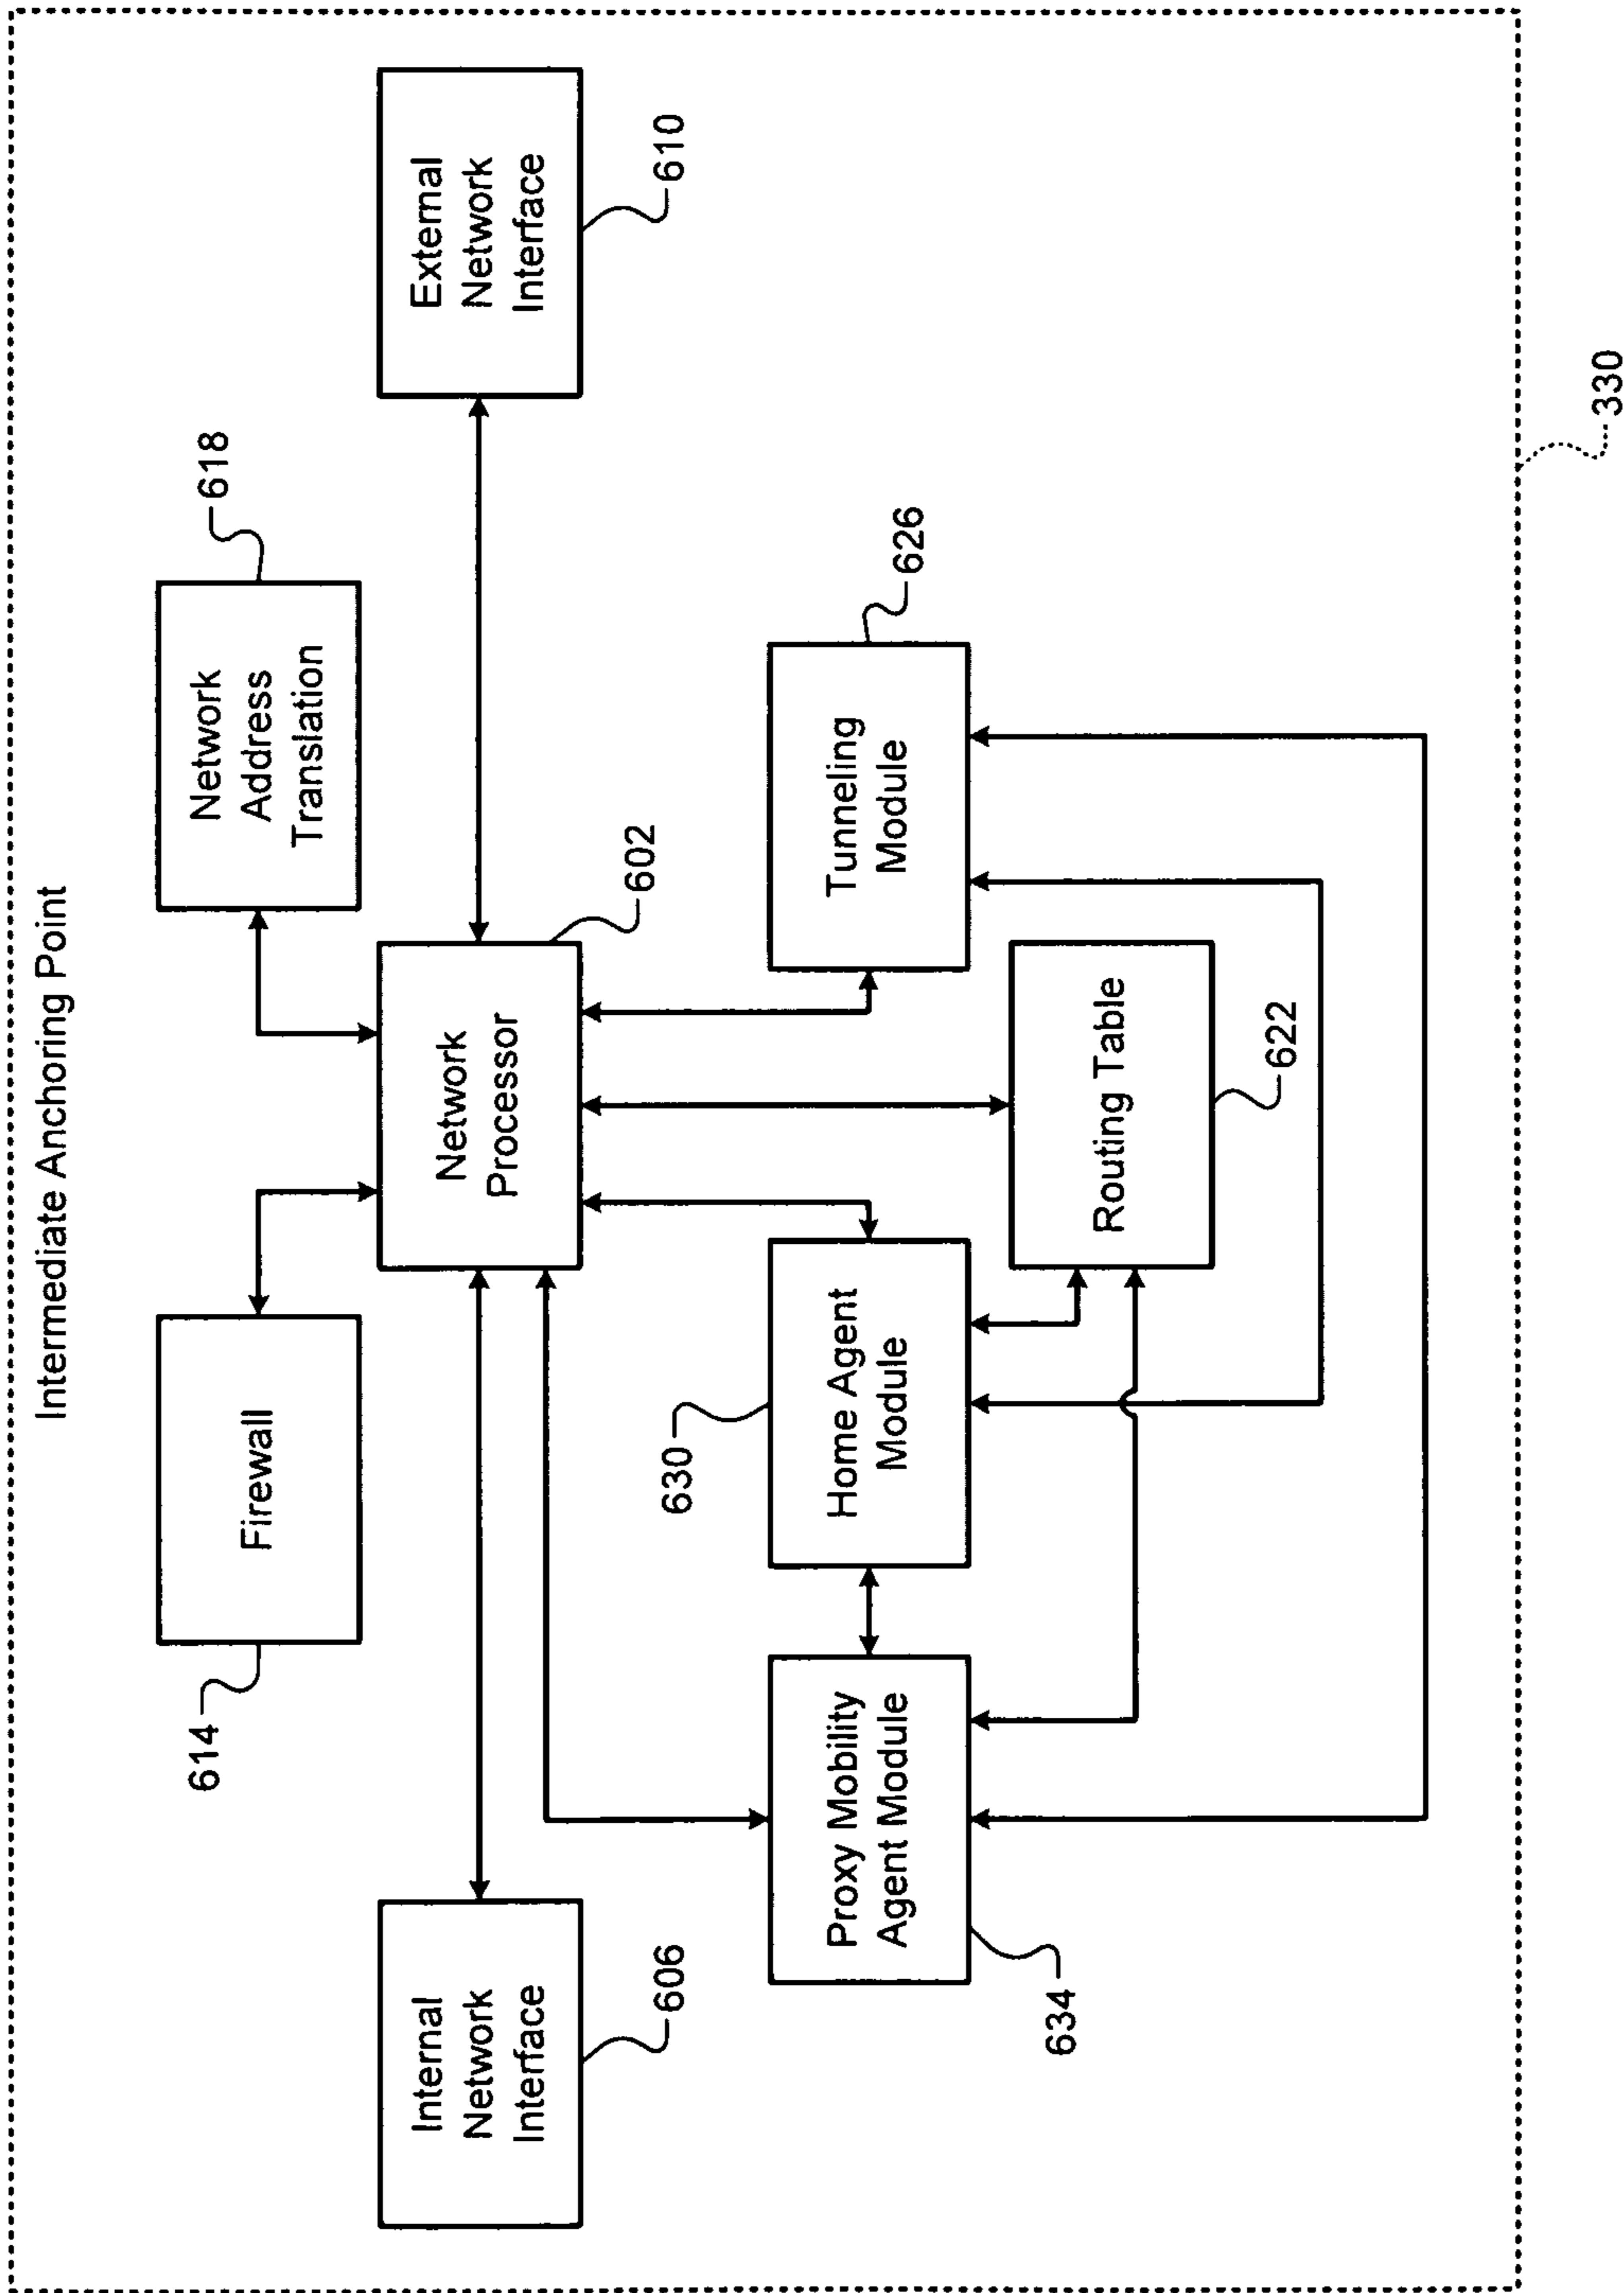 Intermediate Anchoring Point
614
Firewall
Network
Address
Translation
618
Internal
Network
Interface
606
Network
Processor
602
External
Network
Interface
610
630
Proxy Mobility
Agent Module
634
Home Agent
Module
Tunneling
Module
626
Routing Table
622
330